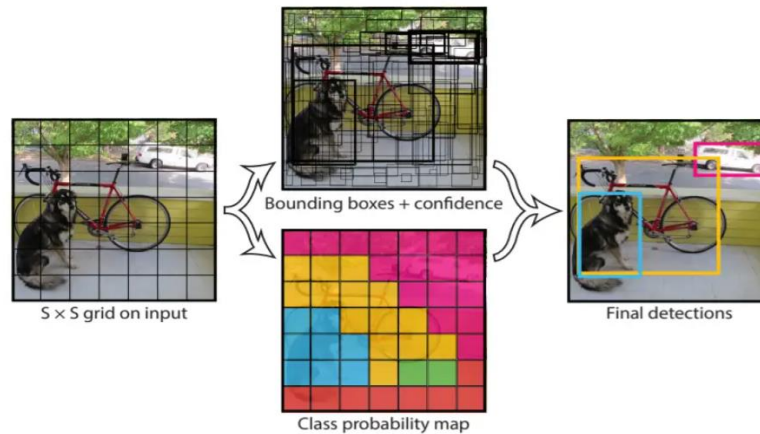 S × S grid on input
Bounding boxes + confidence
Class probability map
Final detections